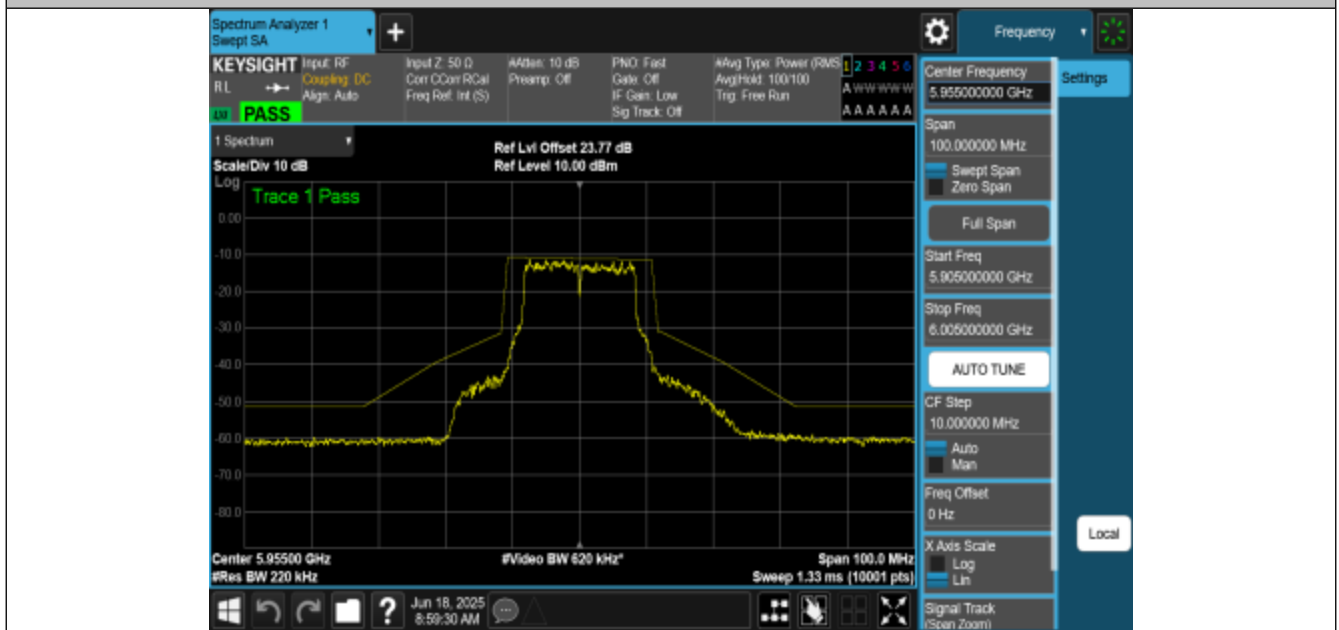 Spectrum Analyzer 1
Swept SA
+
Frequency
KEYSIGHT
RL
PASS
Input: RF
Coupling: DC
Align: Auto
Input Z: 50 Ω
Corr CCorr RCal
Freq Ref: Int (S)
#Atten: 10 dB
Preamp: Off
PNO: Fast
Gate: Off
IF Gain: Low
Sig Track: Off
#Avg Type: Power (RMS
Avg|Hold: 100/100
Trig: Free Run
1 2 3 4 5 6
A W W W W W
A A A A A A
1 Spectrum
Scale/Div 10 dB
Ref Lvl Offset 23.77 dB
Ref Level 10.00 dBm
Log
Trace 1 Pass
0.00
-10.0
-20.0
-30.0
-40.0
-50.0
-60.0
-70.0
-80.0
Center 5.95500 GHz
#Res BW 220 kHz
#Video BW 620 kHz*
Span 100.0 MHz
Sweep 1.33 ms (10001 pts)
Center Frequency
5.955000000 GHz
Settings
Span
100.000000 MHz
Swept Span
Zero Span
Full Span
Start Freq
5.905000000 GHz
Stop Freq
6.005000000 GHz
AUTO TUNE
CF Step
10.000000 MHz
Auto
Man
Freq Offset
0 Hz
X Axis Scale
Log
Lin
Signal Track
(Span Zoom)
Local
?
Jun 18, 2025
8:59:30 AM